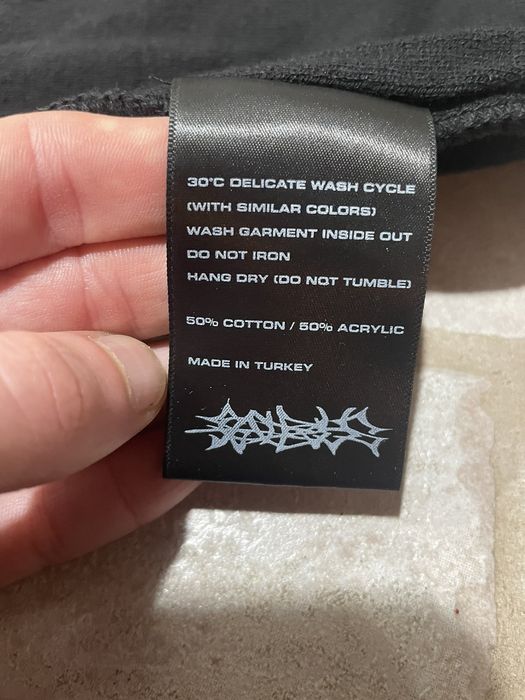 30°C DELICATE WASH CYCLE
(WITH SIMILAR COLORS)
WASH GARMENT INSIDE OUT
DO NOT IRON
HANG DRY (DO NOT TUMBLE)
50% COTTON / 50% ACRYLIC
MADE IN TURKEY